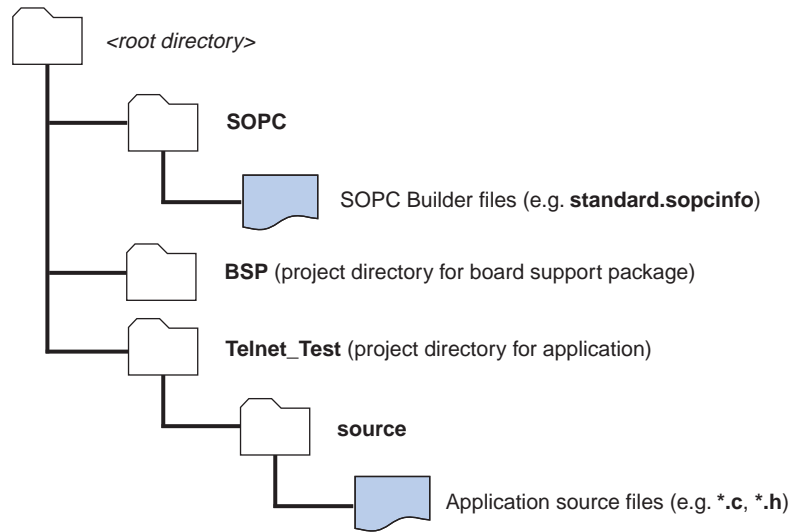 <root directory>
SOPC
SOPC Builder files (e.g. standard.sopcinfo)
BSP (project directory for board support package)
Telnet_Test (project directory for application)
source
Application source files (e.g. *.c, *.h)